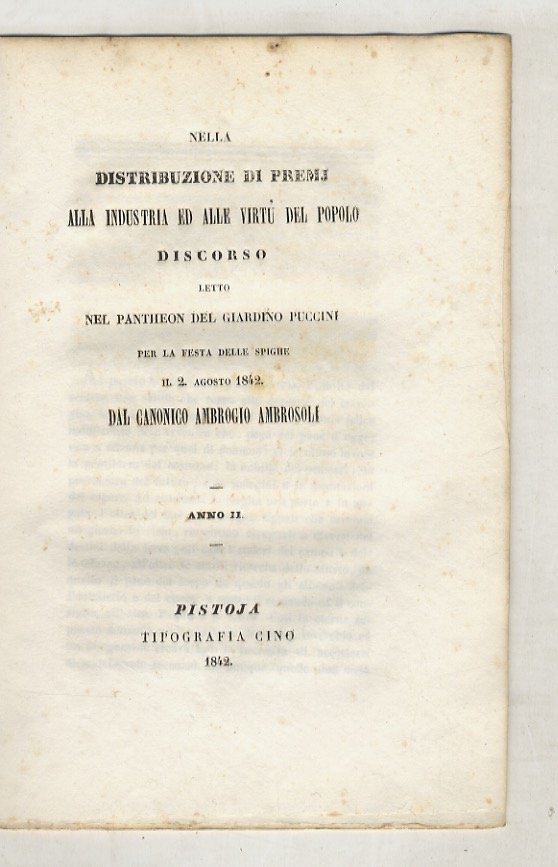 NELLA
DISTRIBUZIONE DI PREMJ
ALLA INDUSTRIA ED ALLE VIRTÙ DEL POPOLO
DISCORSO
LETTO
NEL PANTHEON DEL GIARDINO PUCCINI
PER LA FESTA DELLE SPIGHE
IL 2. AGOSTO 1842.
DAL CANONICO AMBROGIO AMBROSOLI
ANNO II.
PISTOJA
TIPOGRAFIA CINO
1842.